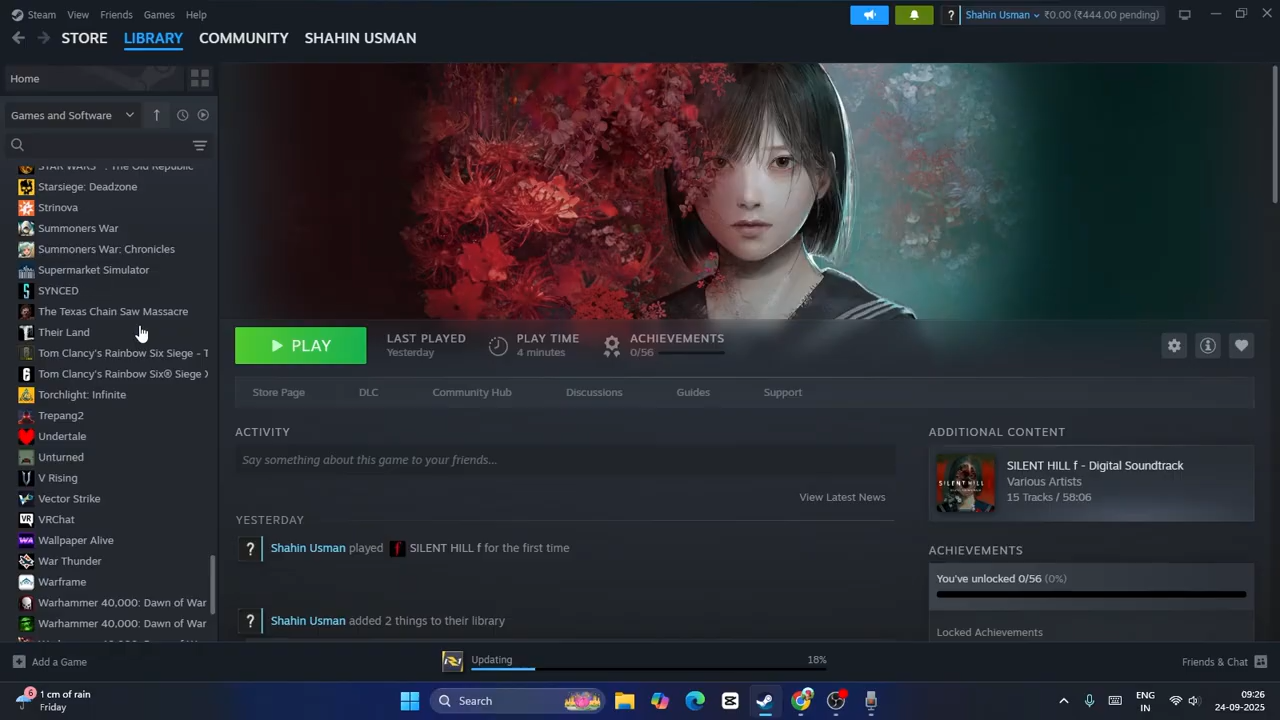 Steam View Friends Games Help
? Shahin Usman ₹0.00 (₹444.00 pending)
STORE LIBRARY COMMUNITY SHAHIN USMAN
Home
Games and Software
STAR WARS™: The Old Republic
Starsiege: Deadzone
Strinova
Summoners War
Summoners War: Chronicles
Supermarket Simulator
SYNCED
The Texas Chain Saw Massacre
Their Land
Tom Clancy's Rainbow Six Siege - T
Tom Clancy's Rainbow Six® Siege X
Torchlight: Infinite
Trepang2
Undertale
Unturned
V Rising
Vector Strike
VRChat
Wallpaper Alive
War Thunder
Warframe
Warhammer 40,000: Dawn of War
Warhammer 40,000: Dawn of War
PLAY
LAST PLAYED
Yesterday
PLAY TIME
4 minutes
ACHIEVEMENTS
0/56
Store Page DLC Community Hub Discussions Guides Support
ACTIVITY
Say something about this game to your friends...
View Latest News
YESTERDAY
? Shahin Usman played SILENT HILL f for the first time
? Shahin Usman added 2 things to their library
ADDITIONAL CONTENT
SILENT HILL f
SILENT HILL f - Digital Soundtrack
Various Artists
15 Tracks / 58:06
ACHIEVEMENTS
You've unlocked 0/56 (0%)
Locked Achievements
Add a Game
Updating 18%
Friends & Chat
6
1 cm of rain
Friday
Search
ENG
IN
09:26
24-09-2025